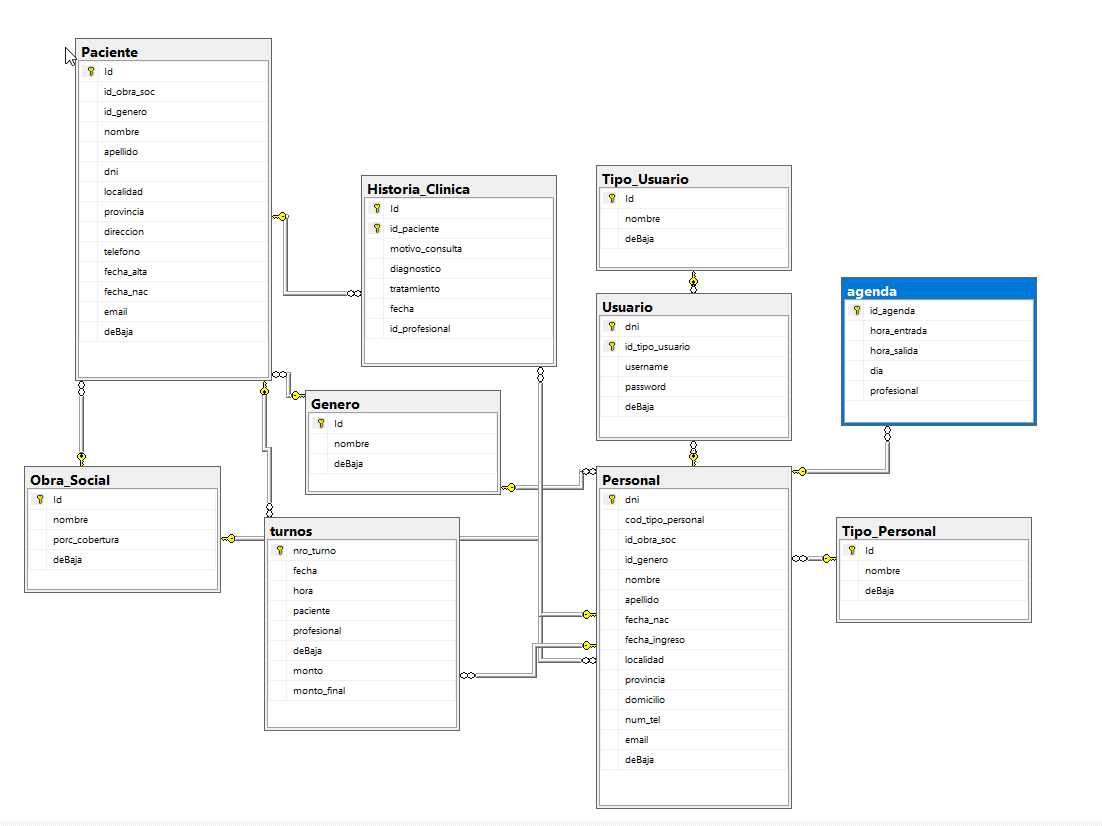 Paciente
Id
id_obra_soc
id_genero
nombre
apellido
dni
localidad
provincia
direccion
telefono
fecha_alta
fecha_nac
email
deBaja
Historia_Clinica
Id
id_paciente
motivo_consulta
diagnostico
tratamiento
fecha
id_profesional
Tipo_Usuario
Id
nombre
deBaja
Usuario
dni
id_tipo_usuario
username
password
deBaja
agenda
id_agenda
hora_entrada
hora_salida
dia
profesional
Genero
Id
nombre
deBaja
Obra_Social
Id
nombre
porc_cobertura
deBaja
turnos
nro_turno
fecha
hora
paciente
profesional
deBaja
monto
monto_final
Personal
dni
cod_tipo_personal
id_obra_soc
id_genero
nombre
apellido
fecha_nac
fecha_ingreso
localidad
provincia
domicilio
num_tel
email
deBaja
Tipo_Personal
Id
nombre
deBaja